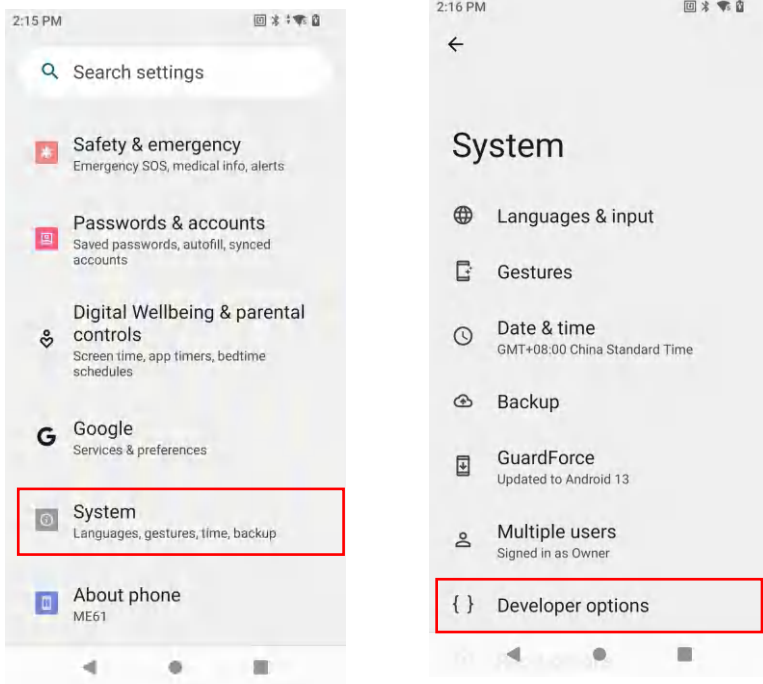 2:15 PM
Search settings
Safety & emergency
Emergency SOS, medical info, alerts
Passwords & accounts
Saved passwords, autofill, synced
accounts
Digital Wellbeing & parental
controls
Screen time, app timers, bedtime
schedules
Google
Services & preferences
System
Languages, gestures, time, backup
About phone
ME61
2:16 PM
System
Languages & input
Gestures
Date & time
GMT+08:00 China Standard Time
Backup
GuardForce
Updated to Android 13
Multiple users
Signed in as Owner
{ } Developer options